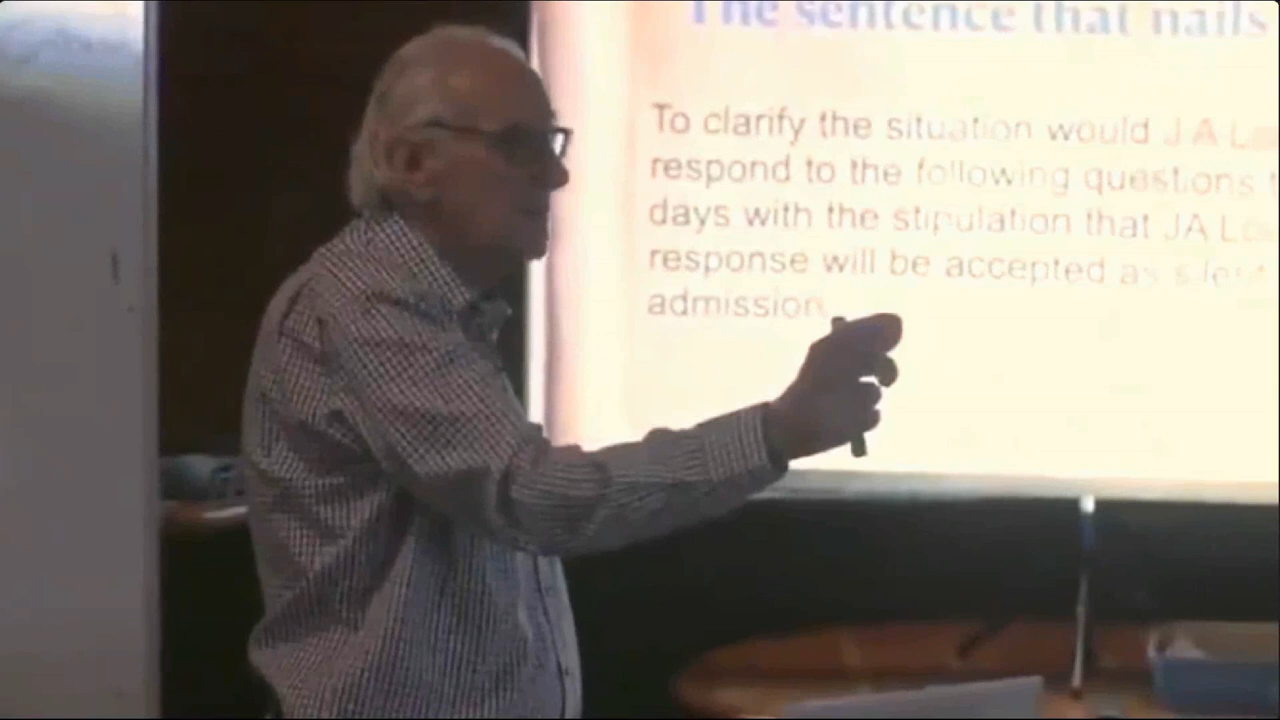 The sentence that nails
To clarify the situation would J A
respond to the following questions
days with the stipulation that JA
response will be accepted as
admission